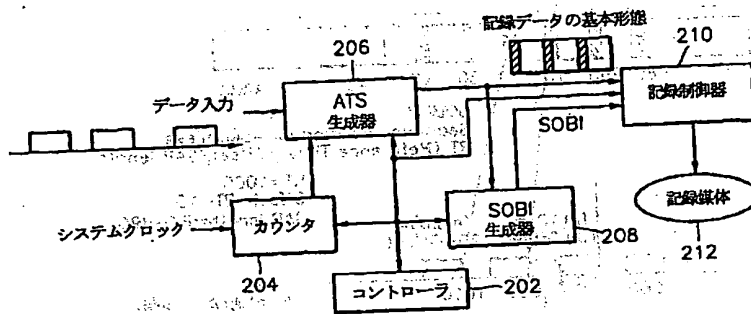 記録データの基本形態
206
210
データ入力
ATS
生成器
記録制御器
SOBI
システムクロック
カウンタ
SOBI
生成器
記録媒体
204
208
212
コントローラ
202